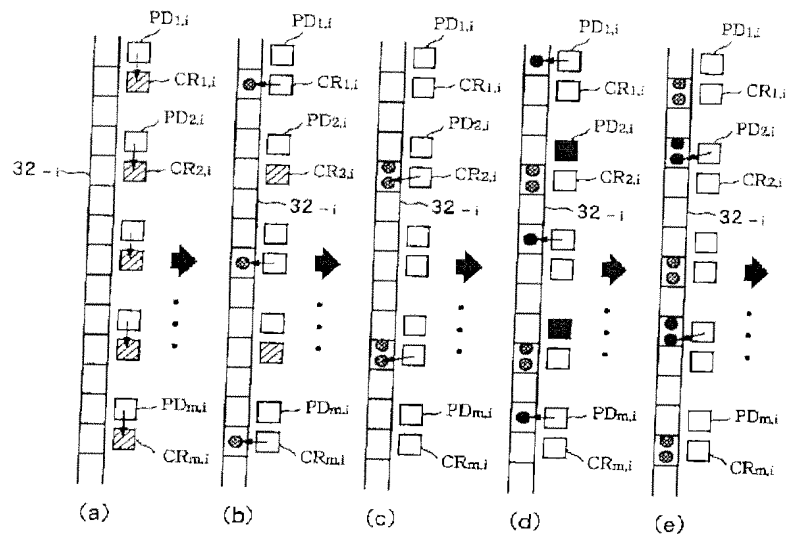 PD1,i
CR1,i
PD2,i
CR2,i
32-i
PDm,i
CRm,i
(a)
PD1,i
CR1,i
PD2,i
CR2,i
32-i
PDm,i
CRm,i
(b)
PD1,i
CR1,i
PD2,i
CR2,i
32-i
PDm,i
CRm,i
(c)
PD1,i
CR1,i
PD2,i
CR2,i
32-i
PDm,i
CRm,i
(d)
PD1,i
CR1,i
PD2,i
CR2,i
32-i
PDm,i
CRm,i
(e)